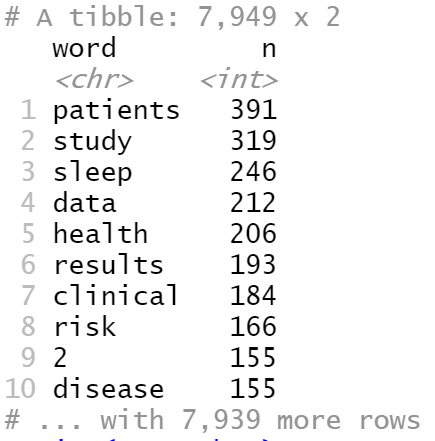 # A tibble: 7,949 x 2
word n
<chr> <int>
1 patients 391
2 study 319
3 sleep 246
4 data 212
5 health 206
6 results 193
7 clinical 184
8 risk 166
9 2 155
10 disease 155
# ... with 7,939 more rows